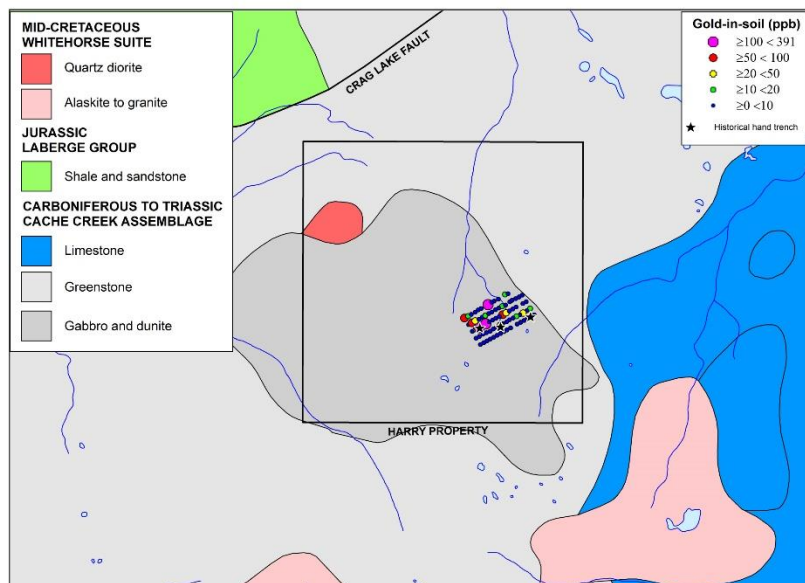 MID-CRETACEOUS
WHITEHORSE SUITE
Quartz diorite
Alaskite to granite
JURASSIC
LABERGE GROUP
Shale and sandstone
CARBONIFEROUS TO TRIASSIC
CACHE CREEK ASSEMBLAGE
Limestone
Greenstone
Gabbro and dunite
CRAG LAKE FAULT
Gold-in-soil (ppb)
≥100 < 391
≥50 < 100
≥20 <50
≥10 <20
≥0 <10
Historical hand trench
HARRY PROPERTY